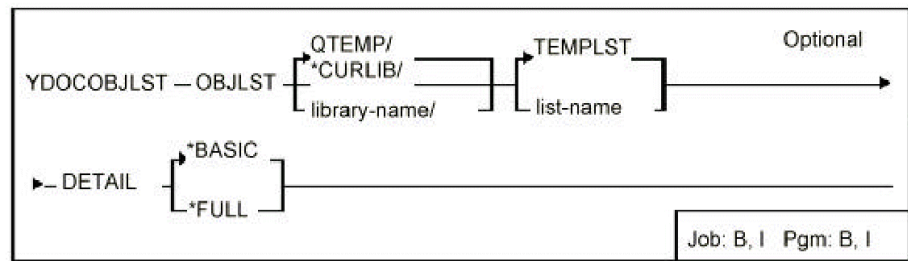 QTEMP/ TEMPLST Optional
*CURLIB/
YDOCOBJLST OBJLST
library-name/ list-name
*BASIC
DETAIL
*FULL
Job: B, I Pgm: B, I